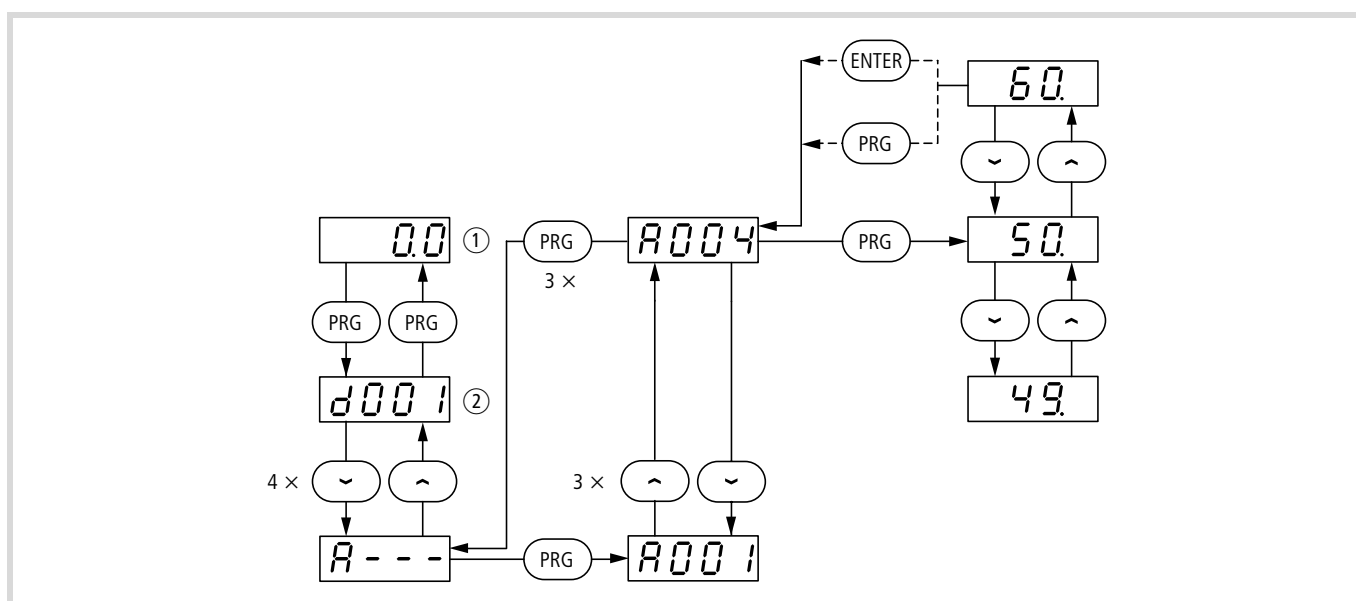 ENTER
60.
PRG
0.0 ①
PRG
3 ×
A004
PRG
50.
PRG PRG
d001 ②
49.
4 ×
3 ×
A---
PRG
A001